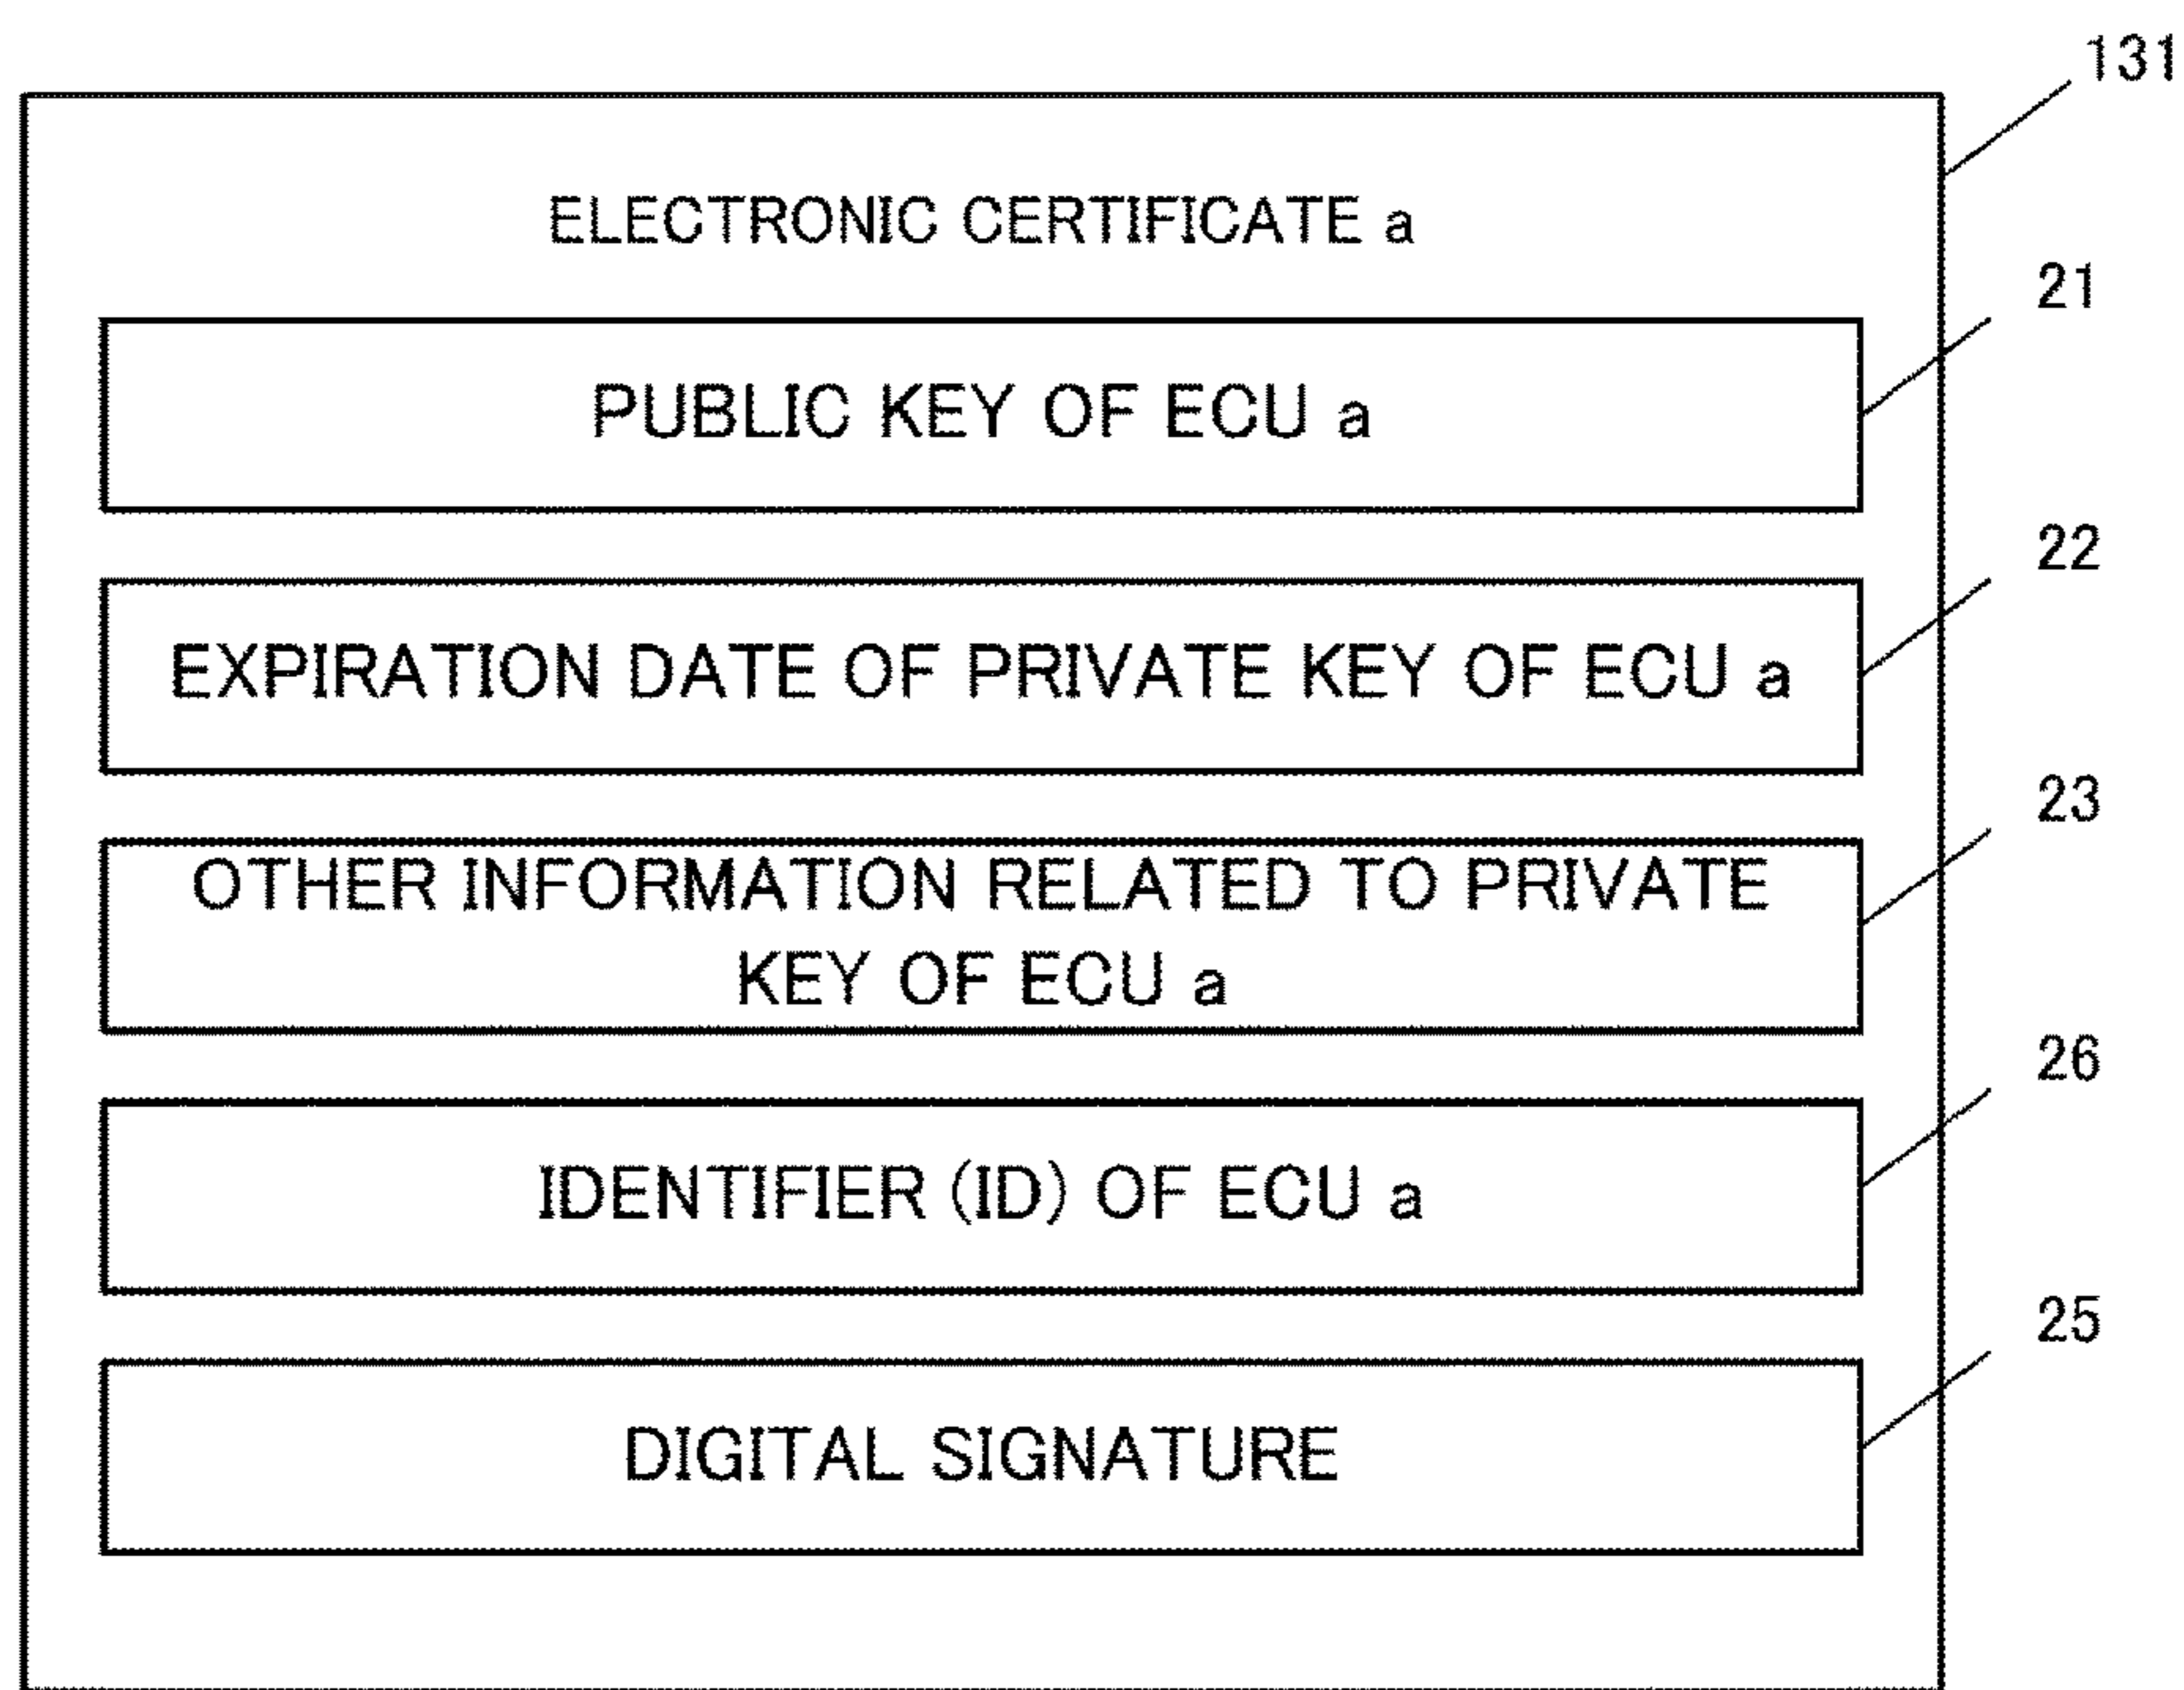 131
ELECTRONIC CERTIFICATE a
21
PUBLIC KEY OF ECU a
22
EXPIRATION DATE OF PRIVATE KEY OF ECU a
23
OTHER INFORMATION RELATED TO PRIVATE
KEY OF ECU a
26
IDENTIFIER (ID) OF ECU a
25
DIGITAL SIGNATURE